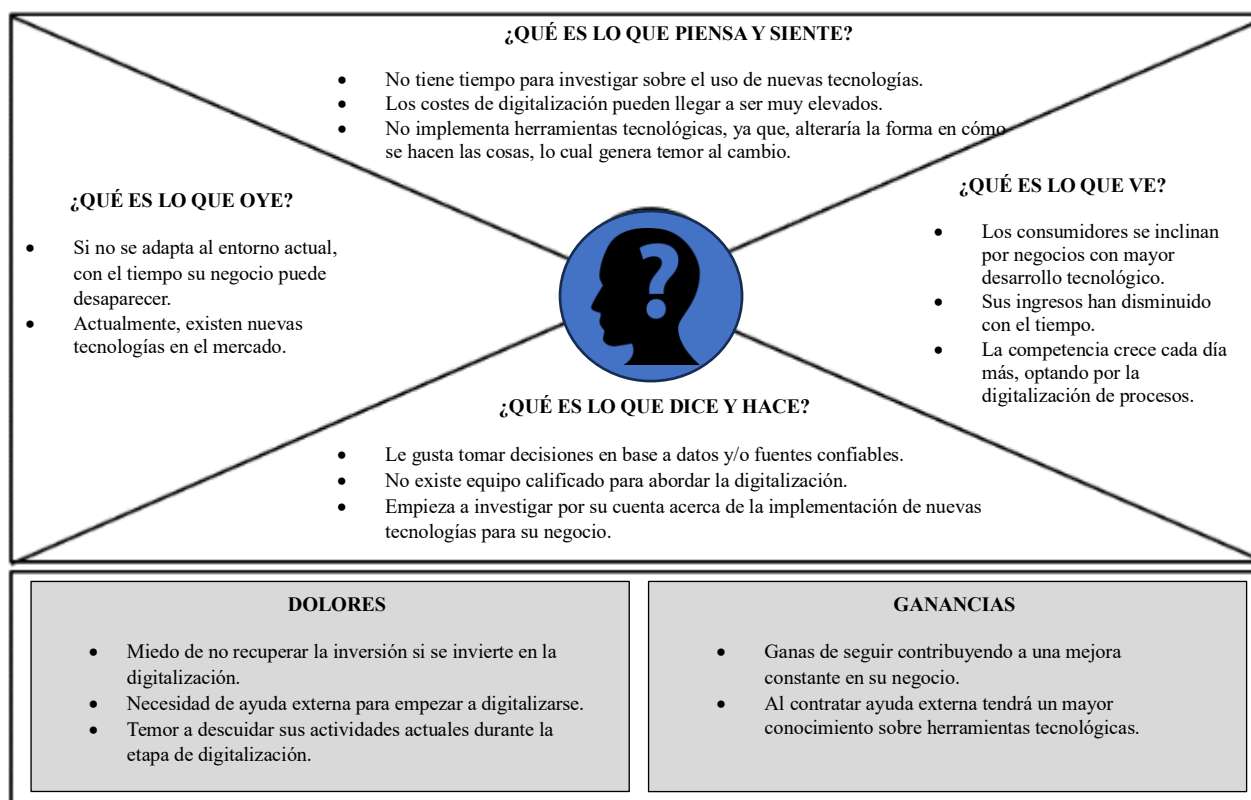 ¿QUÉ ES LO QUE PIENSA Y SIENTE?
• No tiene tiempo para investigar sobre el uso de nuevas tecnologías.
• Los costes de digitalización pueden llegar a ser muy elevados.
• No implementa herramientas tecnológicas, ya que, alteraría la forma en cómo
se hacen las cosas, lo cual genera temor al cambio.
¿QUÉ ES LO QUE OYE?
• Si no se adapta al entorno actual,
con el tiempo su negocio puede
desaparecer.
• Actualmente, existen nuevas
tecnologías en el mercado.
¿QUÉ ES LO QUE VE?
• Los consumidores se inclinan
por negocios con mayor
desarrollo tecnológico.
• Sus ingresos han disminuido
con el tiempo.
• La competencia crece cada día
más, optando por la
digitalización de procesos.
?
¿QUÉ ES LO QUE DICE Y HACE?
• Le gusta tomar decisiones en base a datos y/o fuentes confiables.
• No existe equipo calificado para abordar la digitalización.
• Empieza a investigar por su cuenta acerca de la implementación de nuevas
tecnologías para su negocio.
DOLORES
• Miedo de no recuperar la inversión si se invierte en la
digitalización.
• Necesidad de ayuda externa para empezar a digitalizarse.
• Temor a descuidar sus actividades actuales durante la
etapa de digitalización.
GANANCIAS
• Ganas de seguir contribuyendo a una mejora
constante en su negocio.
• Al contratar ayuda externa tendrá un mayor
conocimiento sobre herramientas tecnológicas.